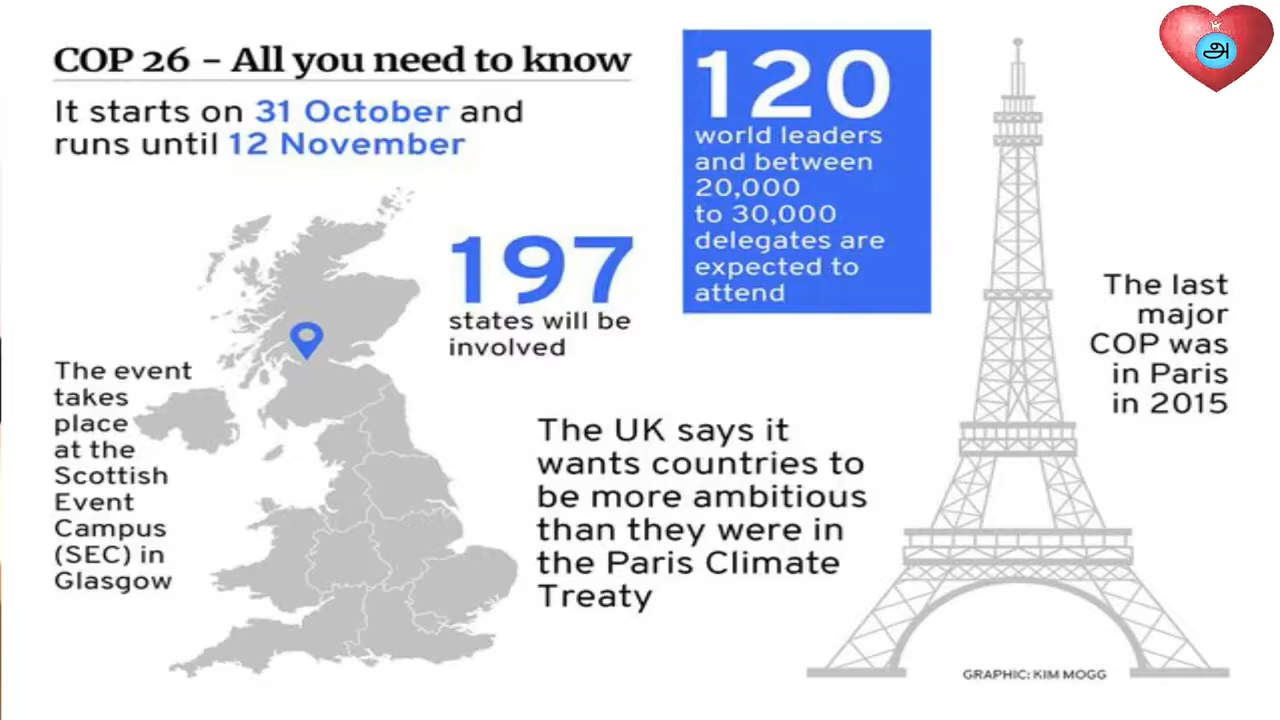 COP 26 – All you need to know
It starts on 31 October and
runs until 12 November
120
world leaders
and between
20,000
to 30,000
delegates are
expected to
attend
அ
197
states will be
involved
The last
major
COP was
in Paris
in 2015
The event
takes
place
at the
Scottish
Event
Campus
(SEC) in
Glasgow
The UK says it
wants countries to
be more ambitious
than they were in
the Paris Climate
Treaty
GRAPHIC: KIM MOGG